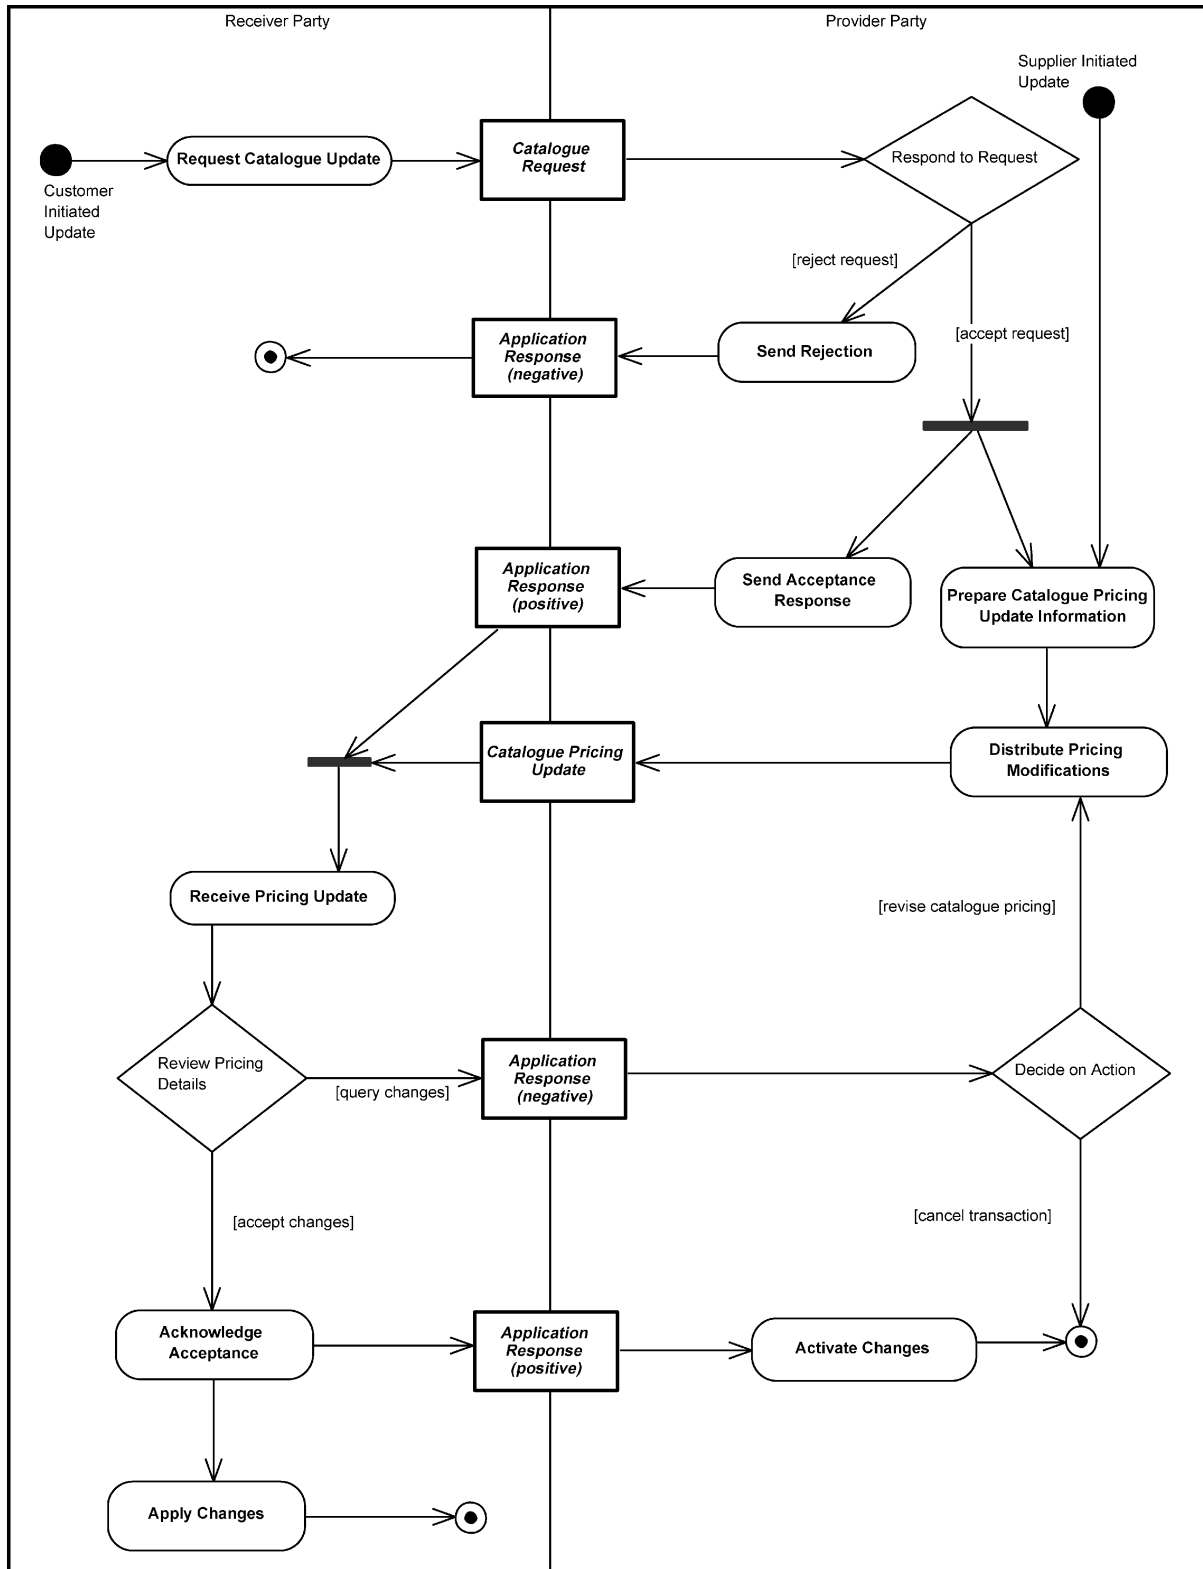 Receiver Party
Provider Party
Supplier Initiated
Update
Customer
Initiated
Update
Request Catalogue Update
Catalogue
Request
Respond to Request
[reject request]
[accept request]
Application
Response
(negative)
Send Rejection
Application
Response
(positive)
Send Acceptance
Response
Prepare Catalogue Pricing
Update Information
Catalogue Pricing
Update
Distribute Pricing
Modifications
Receive Pricing Update
[revise catalogue pricing]
Review Pricing
Details
[query changes]
Application
Response
(negative)
Decide on Action
[accept changes]
[cancel transaction]
Acknowledge
Acceptance
Application
Response
(positive)
Activate Changes
Apply Changes